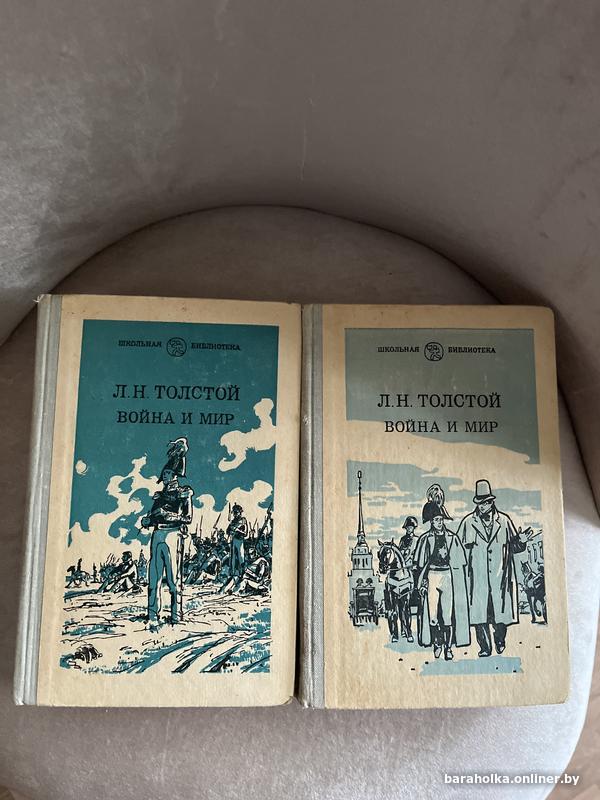 ШКОЛЬНАЯ БИБЛИОТЕКА
Л.Н. ТОЛСТОЙ
ВОЙНА И МИР
ШКОЛЬНАЯ БИБЛИОТЕКА
Л.Н. ТОЛСТОЙ
ВОЙНА И МИР
baraholka.onliner.by